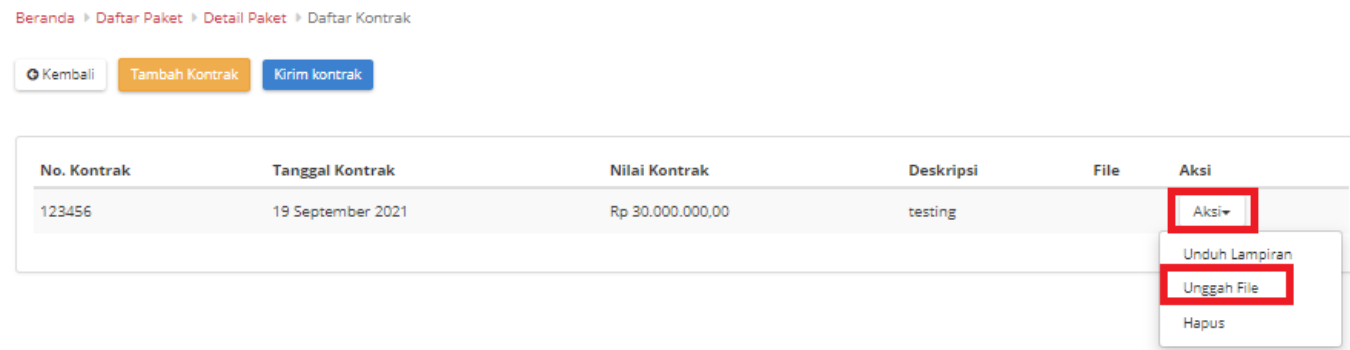 Beranda Daftar Paket Detail Paket Daftar Kontrak
Kembali Tambah Kontrak Kirim kontrak
No. Kontrak Tanggal Kontrak Nilai Kontrak Deskripsi File Aksi
123456 19 September 2021 Rp 30.000.000,00 testing Aksi
Unduh Lampiran
Unggah File
Hapus